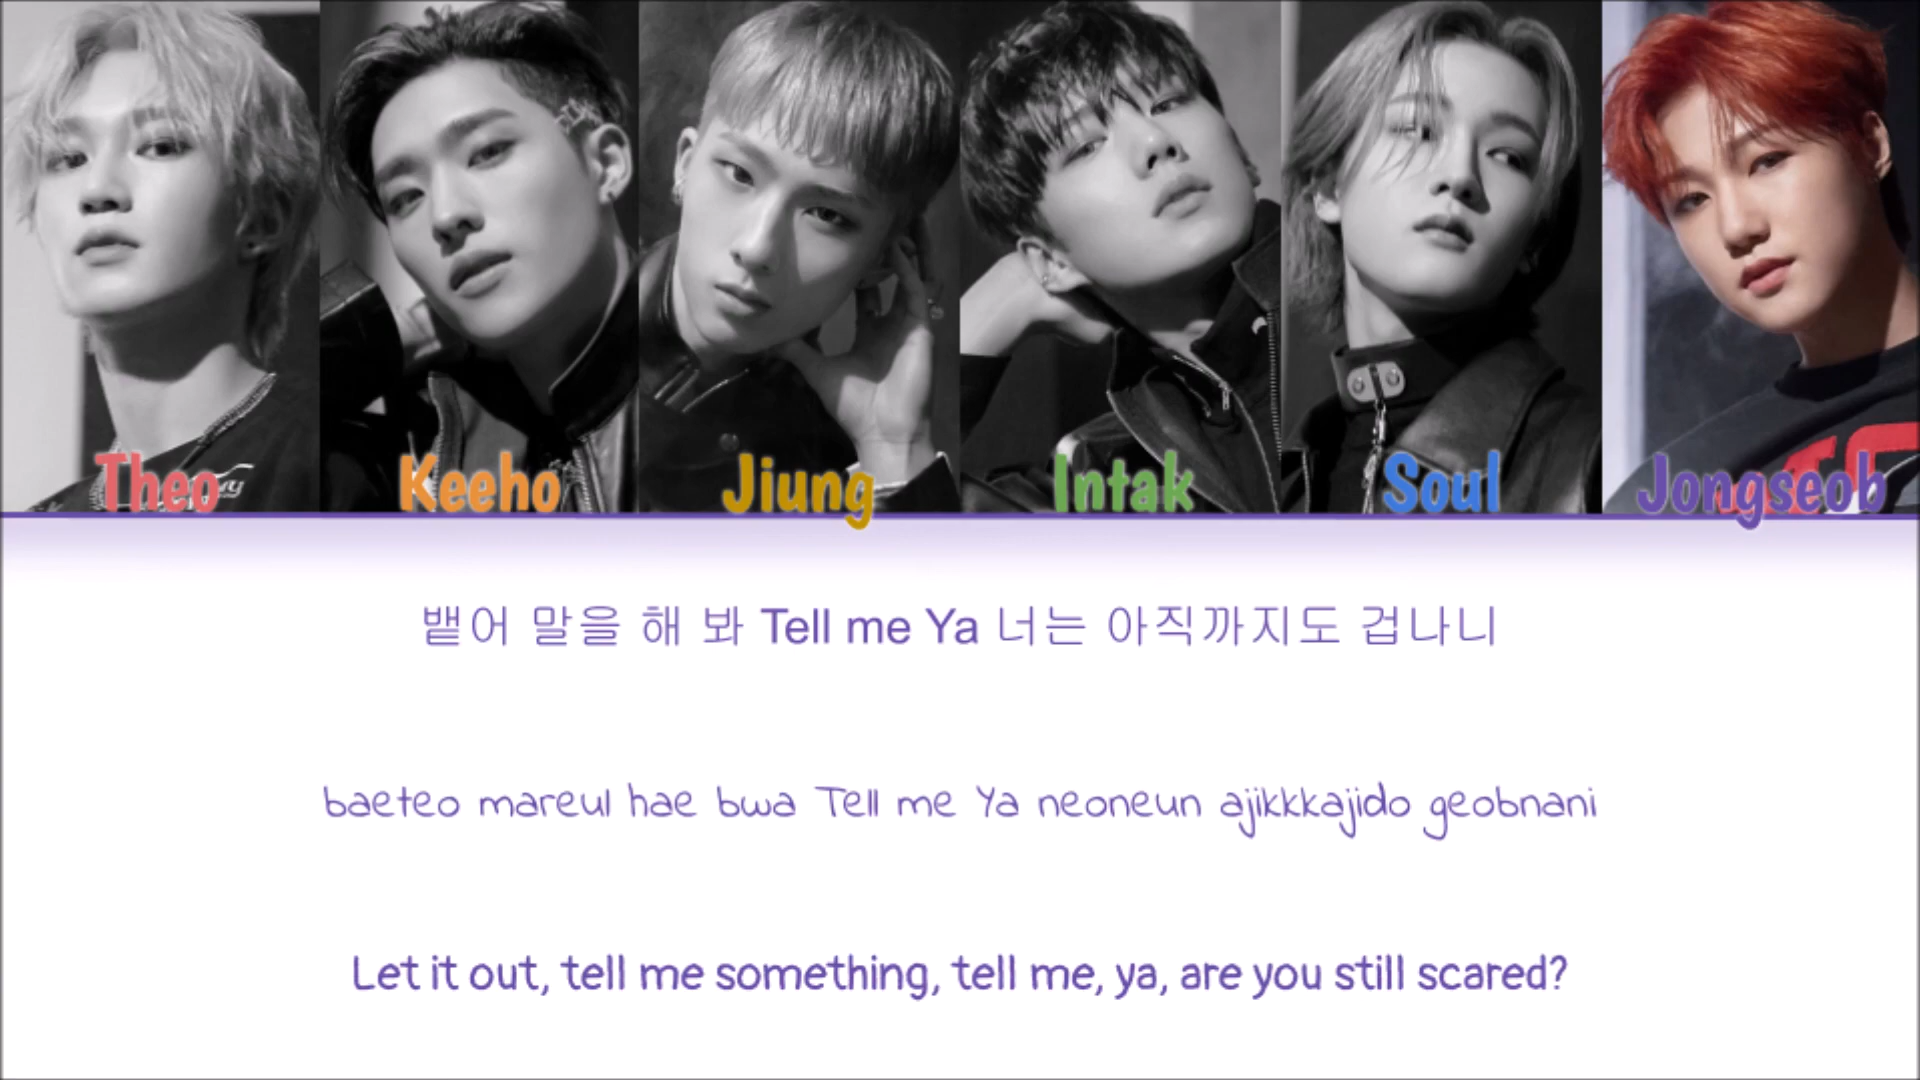 Theo Keeho Jiung Intak Soul Jongseob
뱉어 말을 해 봐 Tell me Ya 너는 아직까지도 겁나니
baeteo mareul hae bwa Tell me Ya neoneun ajikkkajido geobnani
Let it out, tell me something, tell me, ya, are you still scared?